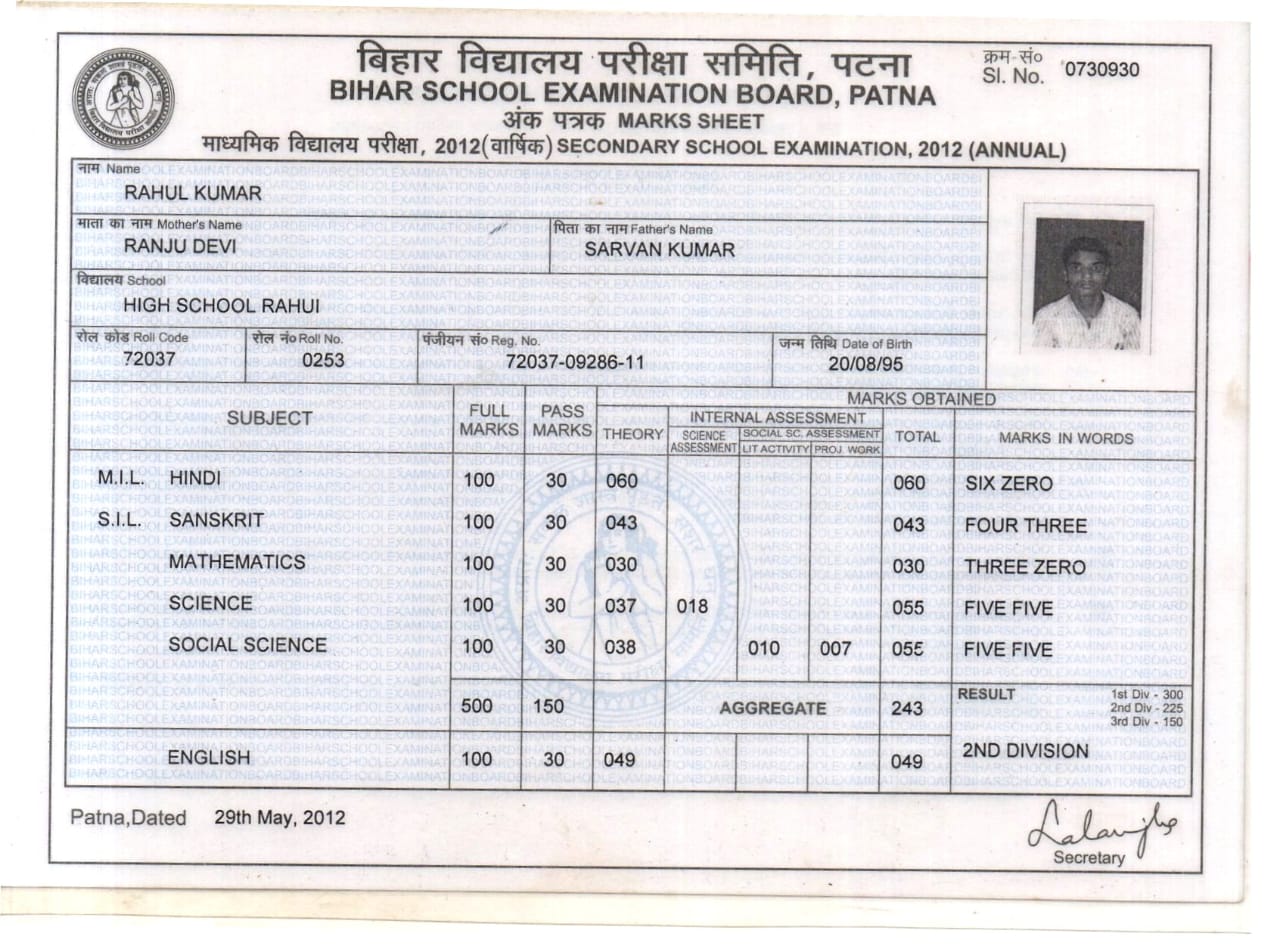 बिहार विद्यालय परीक्षा समिति, पटना
क्रम-सं० 0730930
Sl. No.
BIHAR SCHOOL EXAMINATION BOARD, PATNA
अंक पत्रक MARKS SHEET
माध्यमिक विद्यालय परीक्षा, 2012(वार्षिक) SECONDARY SCHOOL EXAMINATION, 2012 (ANNUAL)
नाम Name
RAHUL KUMAR
माता का नाम Mother's Name पिता का नाम Father's Name
RANJU DEVI SARVAN KUMAR
विद्यालय School
HIGH SCHOOL RAHUI
रोल कोड Roll Code रोल नं० Roll No. पंजीयन सं० Reg. No. जन्म तिथि Date of Birth
72037 0253 72037-09286-11 20/08/95
SUBJECT FULL MARKS PASS MARKS MARKS OBTAINED
THEORY INTERNAL ASSESSMENT TOTAL MARKS IN WORDS
SCIENCE ASSESSMENT SOCIAL SC. ASSESSMENT
LIT ACTIVITY PROJ. WORK
M.I.L. HINDI 100 30 060 060 SIX ZERO
S.I.L. SANSKRIT 100 30 043 043 FOUR THREE
MATHEMATICS 100 30 030 030 THREE ZERO
SCIENCE 100 30 037 018 055 FIVE FIVE
SOCIAL SCIENCE 100 30 038 010 007 055 FIVE FIVE
500 150 AGGREGATE 243
RESULT 1st Div - 300
2nd Div - 225
3rd Div - 150
2ND DIVISION
ENGLISH 100 30 049 049
Patna,Dated 29th May, 2012
Secretary